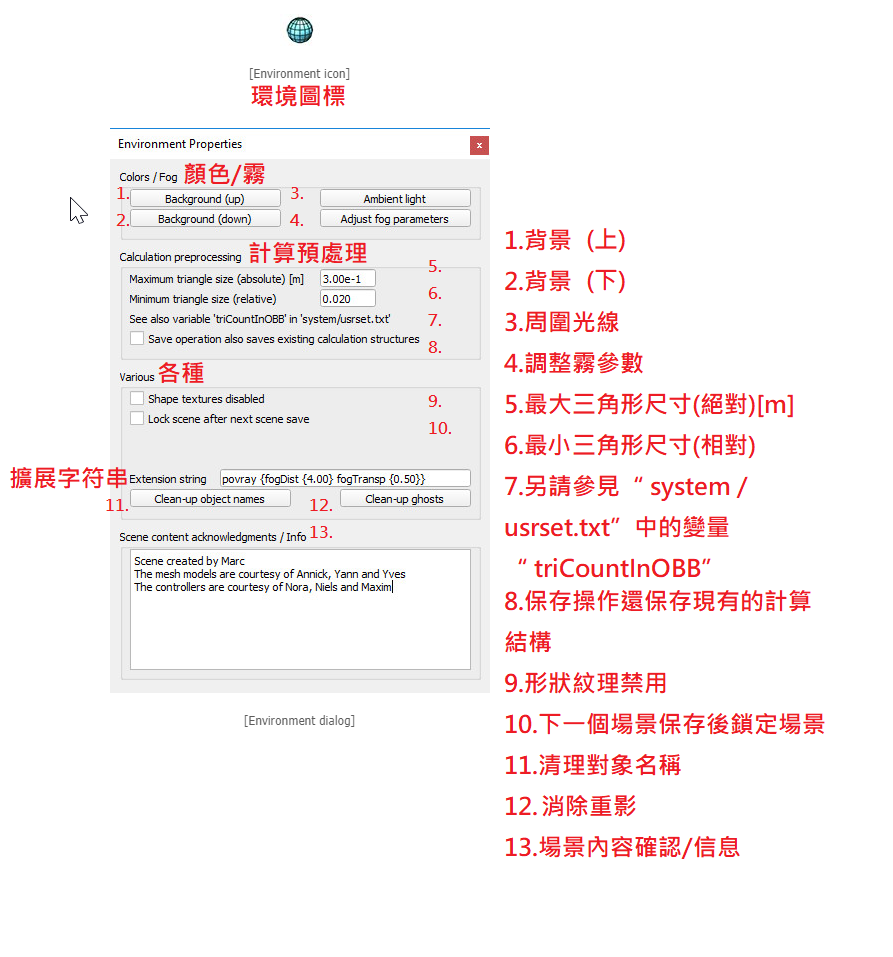 [Environment icon]
環境圖標
Environment Properties
x
Colors / Fog 顏色/霧
1. Background (up) 3. Ambient light
2. Background (down) 4. Adjust fog parameters
Calculation preprocessing 計算預處理
Maximum triangle size (absolute) [m] 3.00e-1 5.
Minimum triangle size (relative) 0.020 6.
See also variable 'triCountInOBB' in 'system/usrset.txt' 7.
Save operation also saves existing calculation structures 8.
Various 各種
Shape textures disabled 9.
Lock scene after next scene save 10.
擴展字符串 Extension string povray {fogDist {4.00} fogTransp {0.50}}
11. Clean-up object names 12. Clean-up ghosts
Scene content acknowledgments / Info 13.
Scene created by Marc
The mesh models are courtesy of Annick, Yann and Yves
The controllers are courtesy of Nora, Niels and Maxim
[Environment dialog]
1.背景（上)
2.背景（下)
3.周圍光線
4.調整霧參數
5.最大三角形尺寸(絕對)[m]
6.最小三角形尺寸(相對)
7.另請參見“ system /
usrset.txt”中的變量
“ triCountInOBB”
8.保存操作還保存現有的計算
結構
9.形狀紋理禁用
10.下一個場景保存後鎖定場景
11.清理對象名稱
12. 消除重影
13.場景內容確認/信息